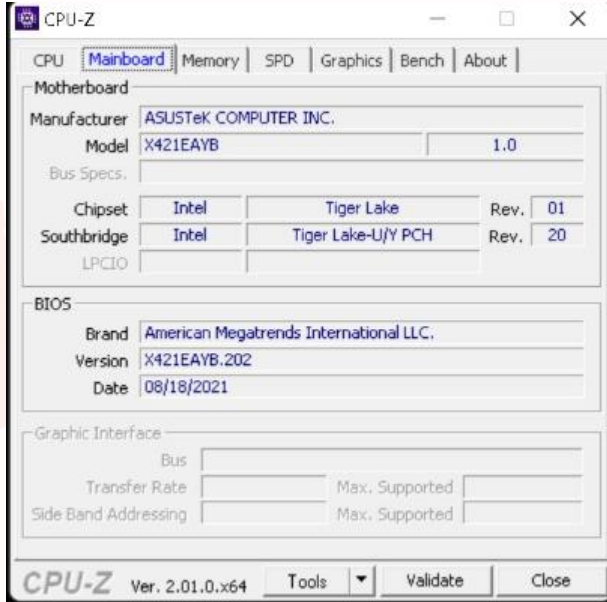 CPU-Z
CPU Mainboard Memory SPD Graphics Bench About
Motherboard
Manufacturer ASUSTeK COMPUTER INC.
Model X421EAYB 1.0
Bus Specs.
Chipset Intel Tiger Lake Rev. 01
Southbridge Intel Tiger Lake-U/Y PCH Rev. 20
LPCIO
BIOS
Brand American Megatrends International LLC.
Version X421EAYB.202
Date 08/18/2021
Graphic Interface
Bus
Transfer Rate Max. Supported
Side Band Addressing Max. Supported
CPU-Z Ver. 2.01.0.x64 Tools Validate Close